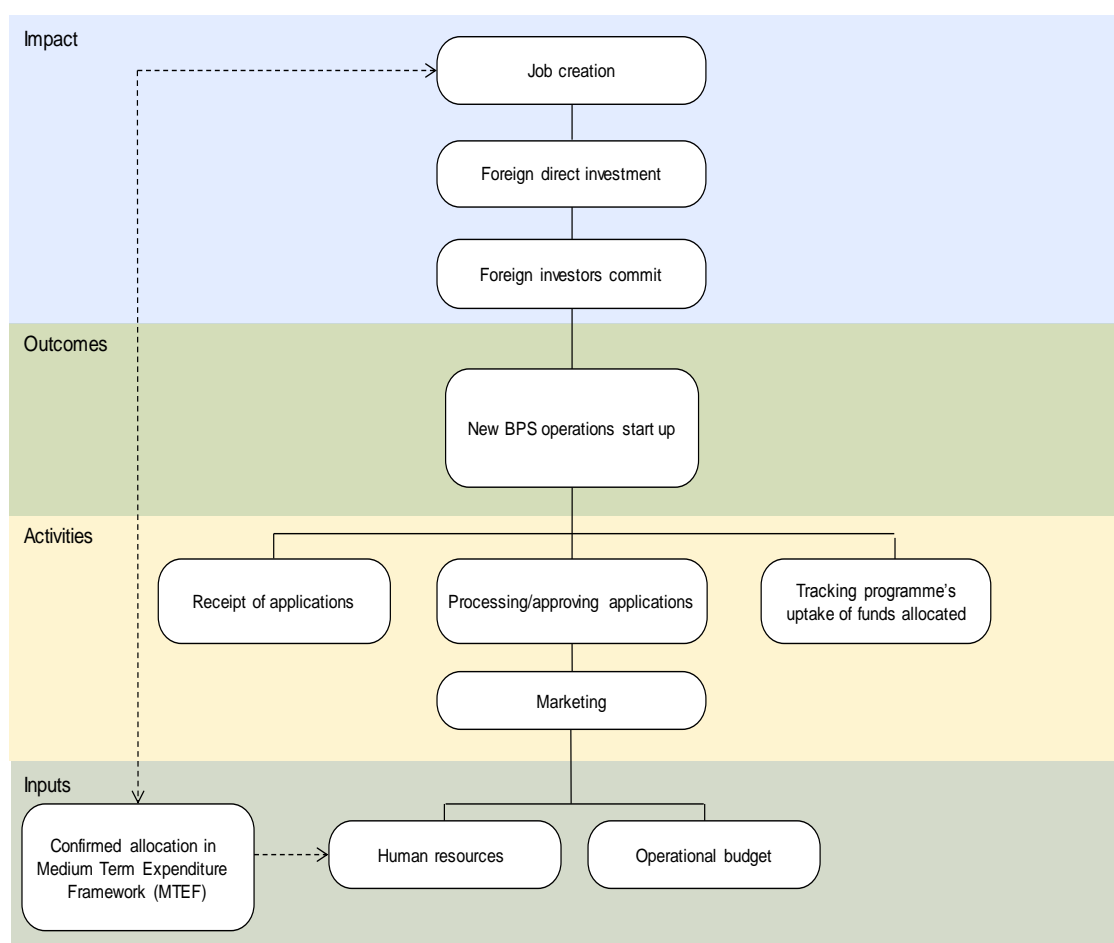 Impact
Job creation
Foreign direct investment
Foreign investors commit
Outcomes
New BPS operations start up
Activities
Receipt of applications
Processing/approving applications
Tracking programme's
uptake of funds allocated
Marketing
Inputs
Confirmed allocation in
Medium Term Expenditure
Framework (MTEF)
Human resources
Operational budget